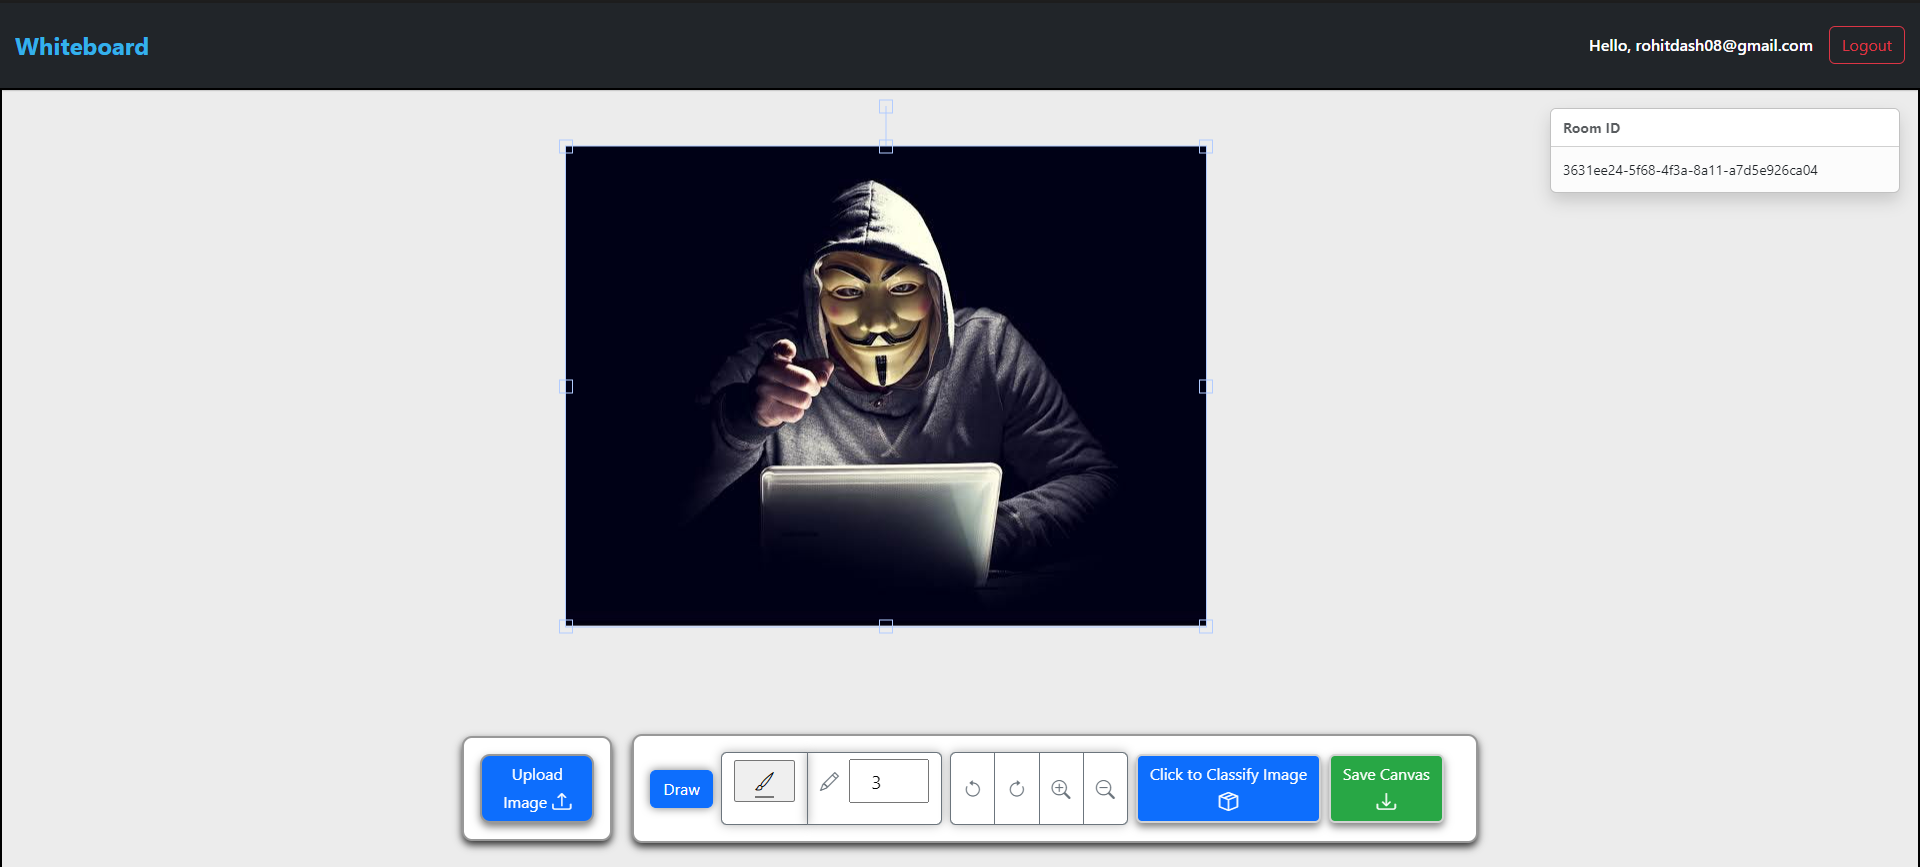 Whiteboard
Hello, rohitdash08@gmail.com
Logout
Room ID
3631ee24-5f68-4f3a-8a11-a7d5e926ca04
Upload
Image
Draw
3
Click to Classify Image
Save Canvas